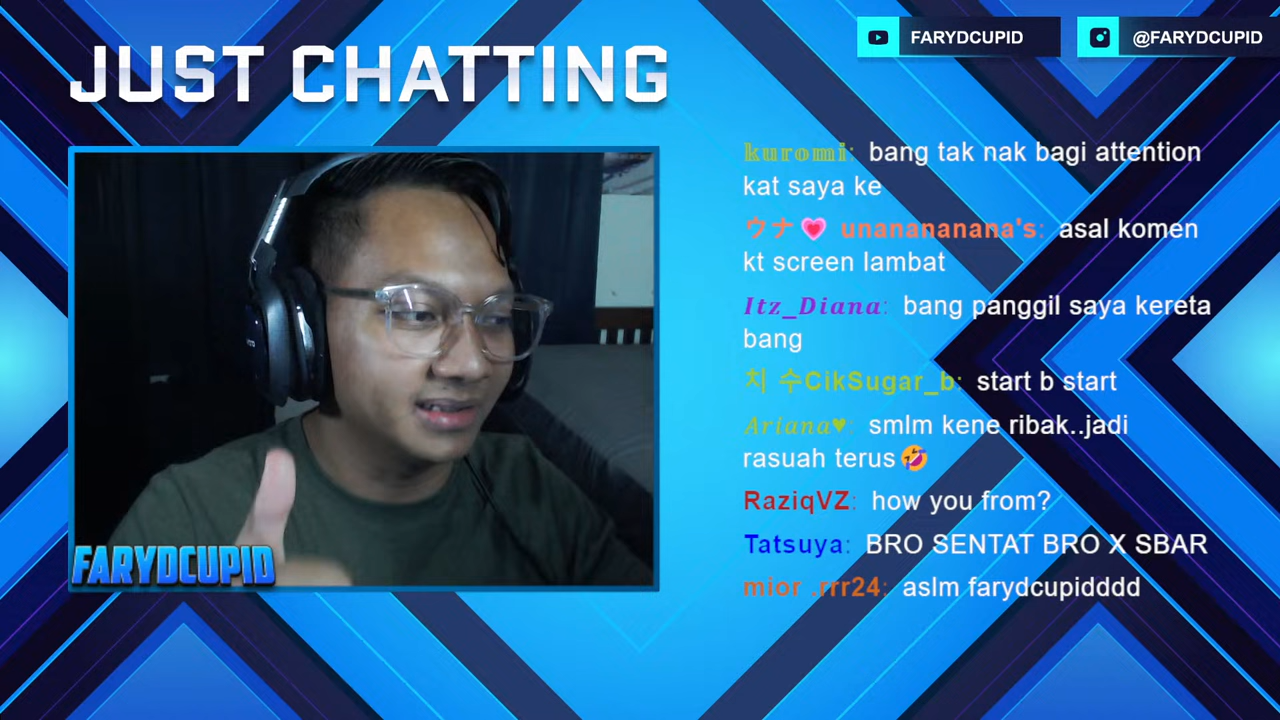 JUST CHATTING
FARYDCUPID
@FARYDCUPID
kuromi: bang tak nak bagi attention
kat saya ke
ウナ💗 unanananana's: asal komen
kt screen lambat
Itz_Diana: bang panggil saya kereta
bang
치 수CikSugar_b: start b start
Ariana♥: smlm kene ribak..jadi
rasuah terus🤣
RaziqVZ: how you from?
Tatsuya: BRO SENTAT BRO X SBAR
mior .rrr24: aslm farydcupidddd
FARYDCUPID